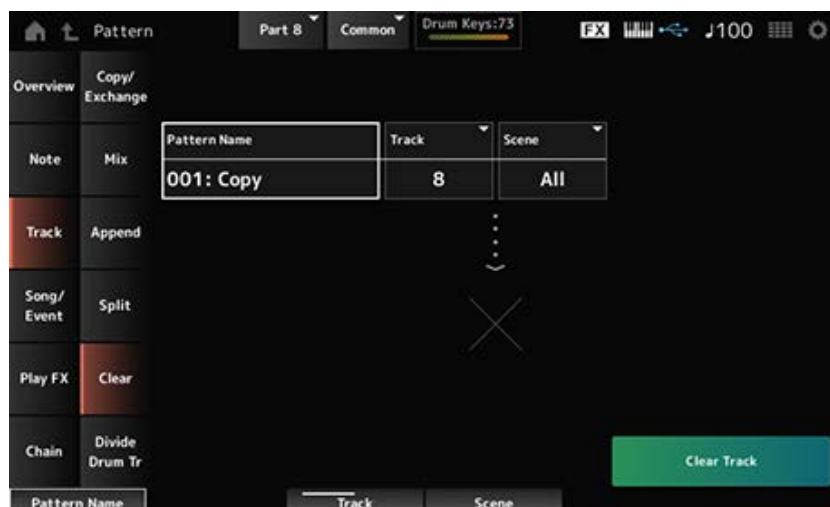 Pattern
Part 8
Common
Drum Keys:73
FX
♩100
Overview
Copy/
Exchange
Note
Mix
Track
Append
Song/
Event
Split
Play FX
Clear
Chain
Divide
Drum Tr
Pattern Name
Track
Scene
001: Copy
8
All
Clear Track
Pattern Name
Track
Scene